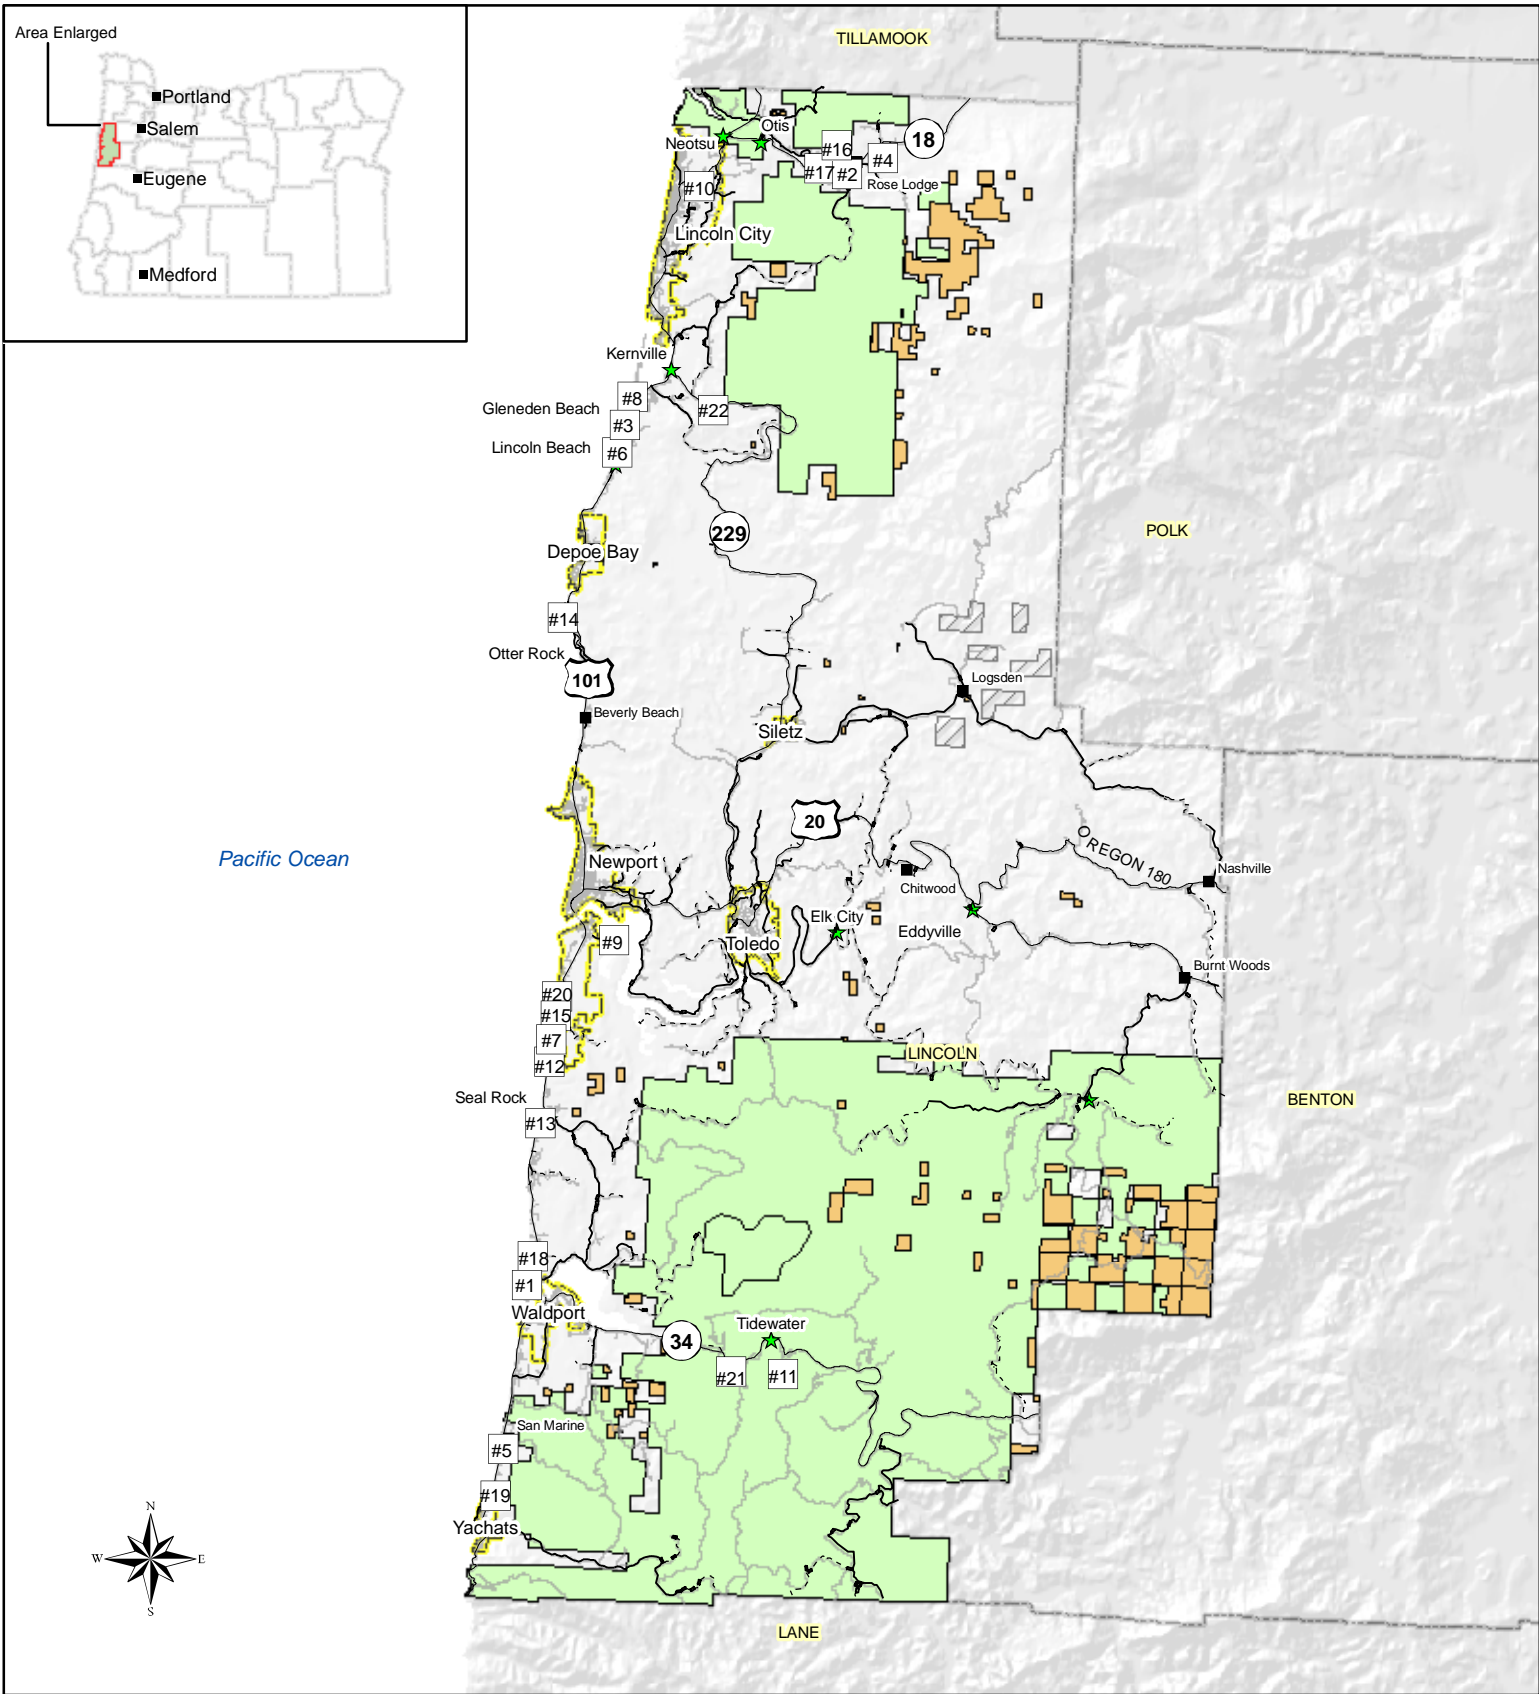 Area Enlarged
Portland
Salem
Eugene
Medford
TILLAMOOK
Otis
Neotsu
#16
18
#4
#17
#2
#10
Rose Lodge
Lincoln City
Kernville
#8
Gleneden Beach
#22
#3
Lincoln Beach
#6
229
POLK
Depoe Bay
#14
Otter Rock
101
Logsden
Beverly Beach
Siletz
20
Pacific Ocean
Newport
OREGON 180
Nashville
Chitwood
Elk City
Eddyville
#9
Toledo
Burnt Woods
#20
#15
#7
LINCOLN
#12
Seal Rock
BENTON
#13
#18
#1
Waldport
Tidewater
34
#21
#11
San Marine
#5
#19
Yachats
N
W
E
S
LANE